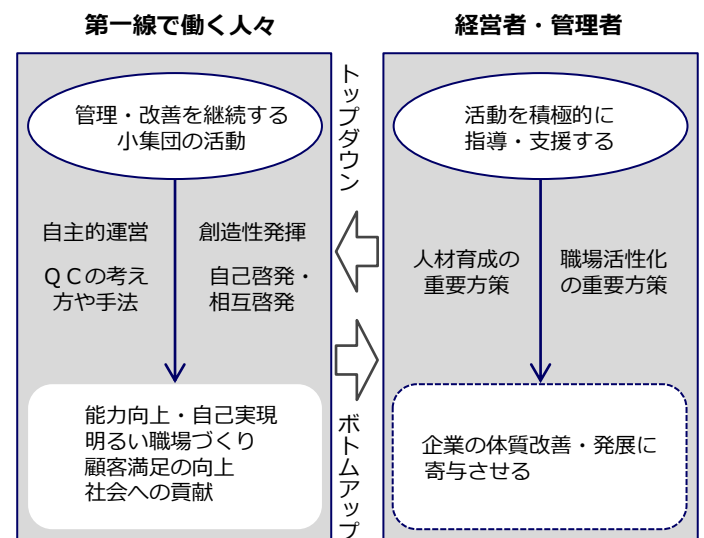 第一線で働く人々
管理・改善を継続する
小集団の活動
自主的運営
ＱＣの考え
方や手法
創造性発揮
自己啓発・
相互啓発
能力向上・自己実現
明るい職場づくり
顧客満足の向上
社会への貢献
トップダウン
ボトムアップ
経営者・管理者
活動を積極的に
指導・支援する
人材育成の
重要方策
職場活性化
の重要方策
企業の体質改善・発展に
寄与させる